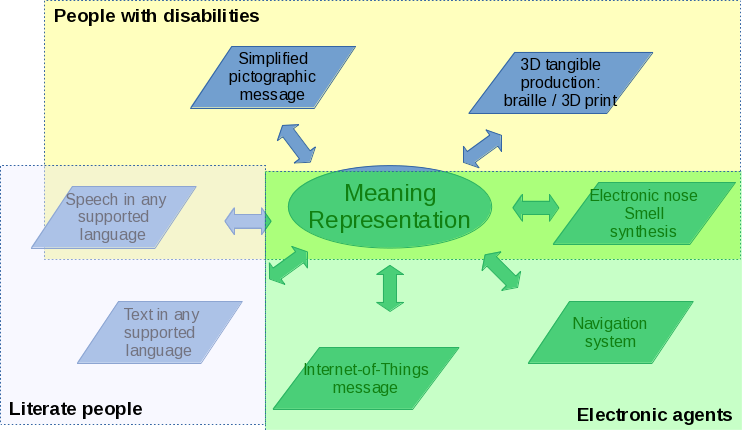 People with disabilities
Simplified
pictographic
message
3D tangible
production:
braille / 3D print
Meaning
Representation
Speech in any
supported
language
Electronic nose
Smell
synthesis
Text in any
supported
language
Navigation
system
Internet-of-Things
message
Literate people
Electronic agents